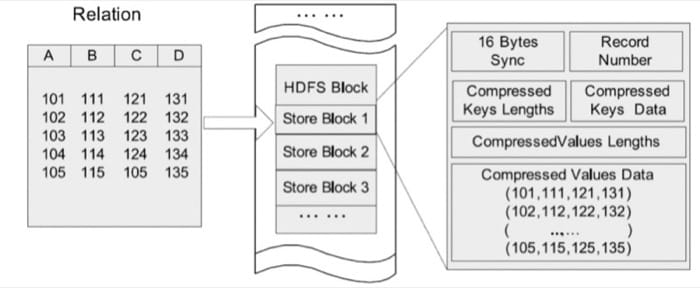 Relation
A B C D
101 111 121 131
102 112 122 132
103 113 123 133
104 114 124 134
105 115 105 135
... ...
HDFS Block
Store Block 1
Store Block 2
Store Block 3
... ...
16 Bytes
Sync
Record
Number
Compressed
Keys Lengths
Compressed
Keys Data
CompressedValues Lengths
Compressed Values Data
(101,111,121,131)
(102,112,122,132)
( ...,... )
(105,115,125,135)